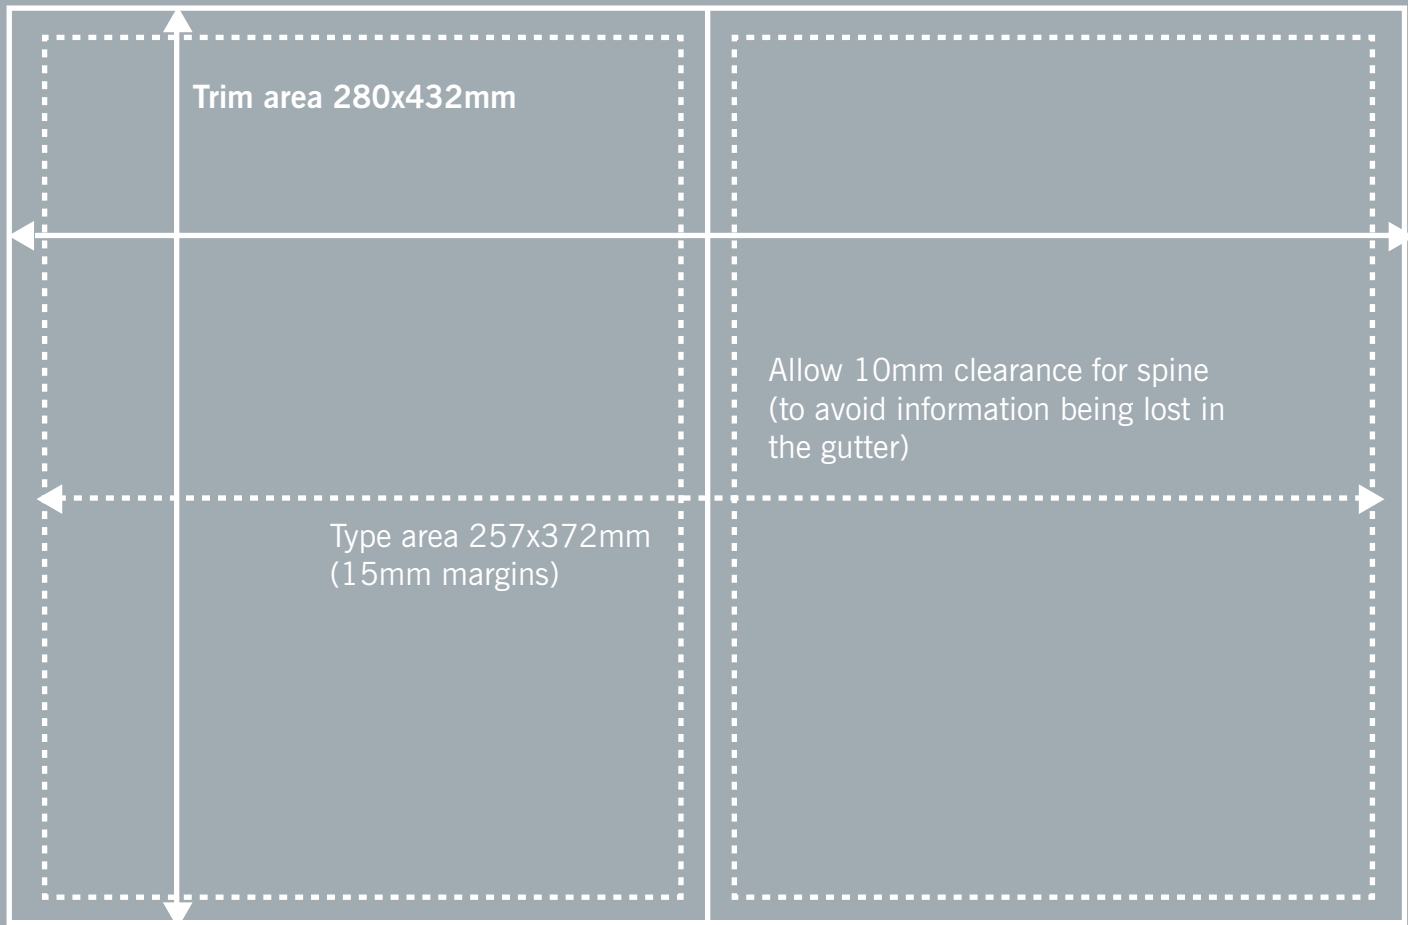 Trim area 280x432mm
Allow 10mm clearance for spine
(to avoid information being lost in
the gutter)
Type area 257x372mm
(15mm margins)